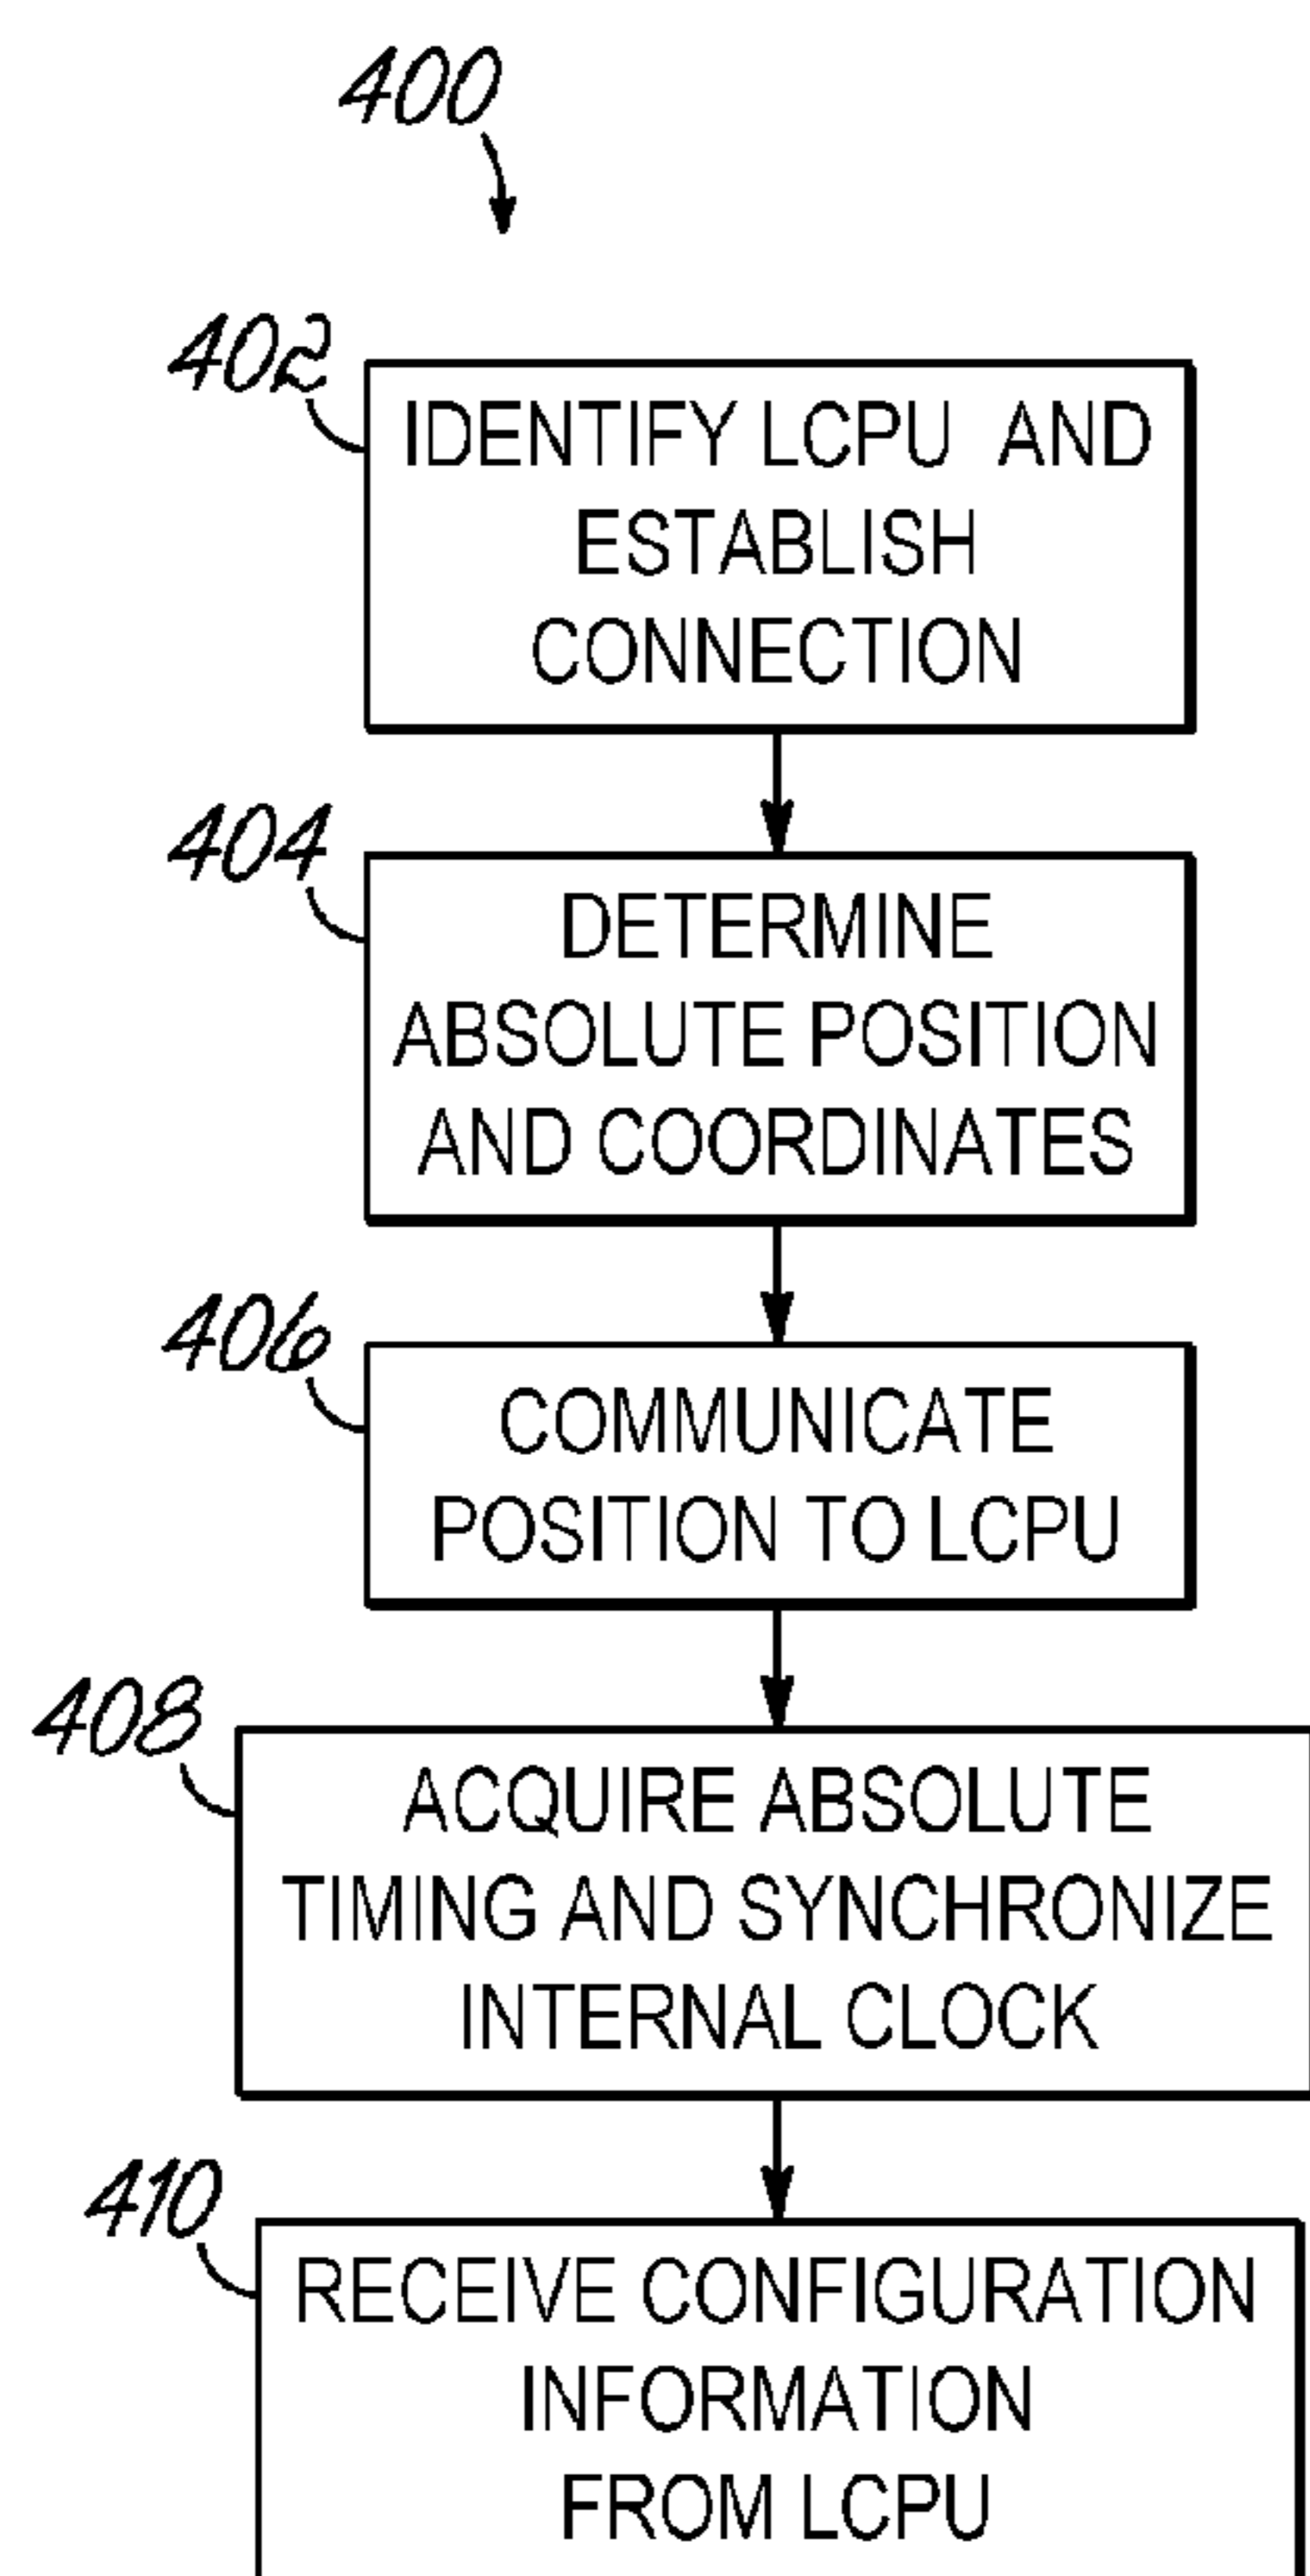 400
402
IDENTIFY LCPU AND
ESTABLISH
CONNECTION
404
DETERMINE
ABSOLUTE POSITION
AND COORDINATES
406
COMMUNICATE
POSITION TO LCPU
408
ACQUIRE ABSOLUTE
TIMING AND SYNCHRONIZE
INTERNAL CLOCK
410
RECEIVE CONFIGURATION
INFORMATION
FROM LCPU